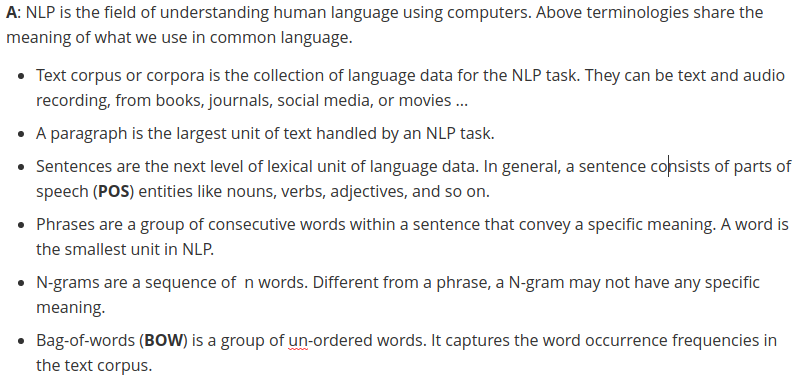 A: NLP is the field of understanding human language using computers. Above terminologies share the
meaning of what we use in common language.
• Text corpus or corpora is the collection of language data for the NLP task. They can be text and audio
recording, from books, journals, social media, or movies ...
• A paragraph is the largest unit of text handled by an NLP task.
• Sentences are the next level of lexical unit of language data. In general, a sentence consists of parts of
speech (POS) entities like nouns, verbs, adjectives, and so on.
• Phrases are a group of consecutive words within a sentence that convey a specific meaning. A word is
the smallest unit in NLP.
• N-grams are a sequence of  n words. Different from a phrase, a N-gram may not have any specific
meaning.
• Bag-of-words (BOW) is a group of un-ordered words. It captures the word occurrence frequencies in
the text corpus.